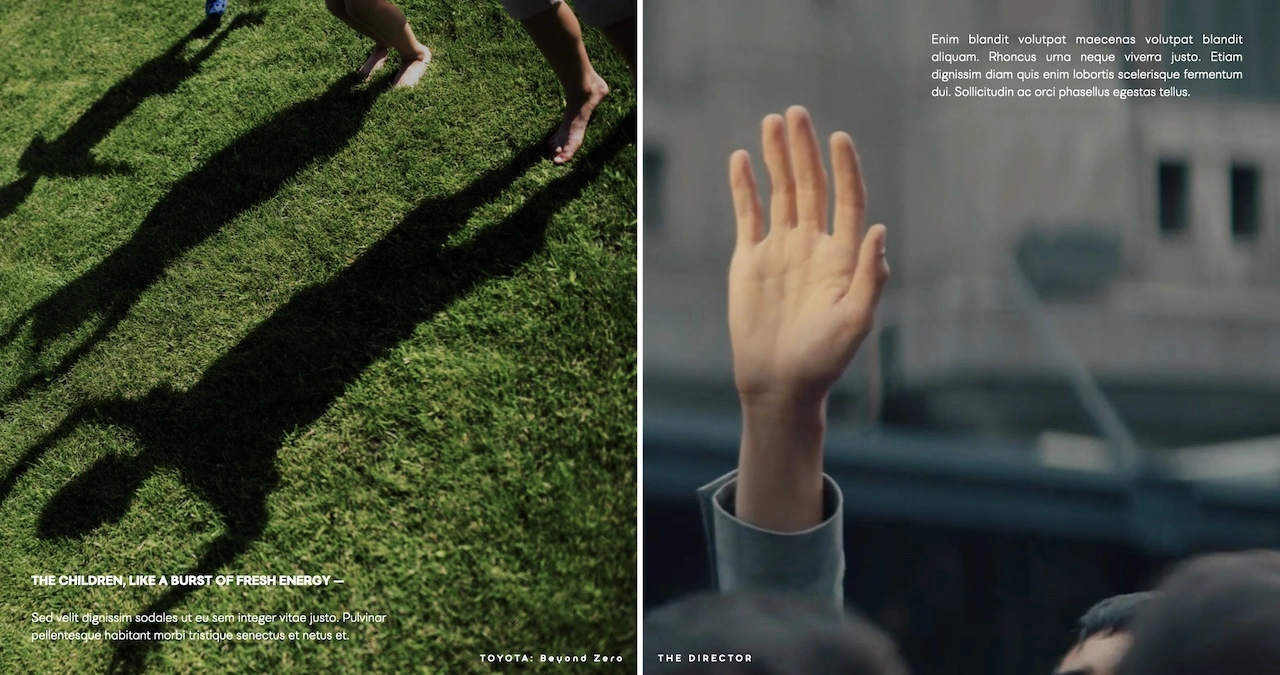 THE CHILDREN, LIKE A BURST OF FRESH ENERGY —
Sed velit dignissim sodales ut eu sem integer vitae justo. Pulvinar
pellentesque habitant morbi tristique senectus et netus et.
TOYOTA: Beyond Zero
Enim blandit volutpat maecenas volutpat blandit
aliquam. Rhoncus urna neque viverra justo. Etiam
dignissim diam quis enim lobortis scelerisque fermentum
dui. Sollicitudin ac orci phasellus egestas tellus.
THE DIRECTOR